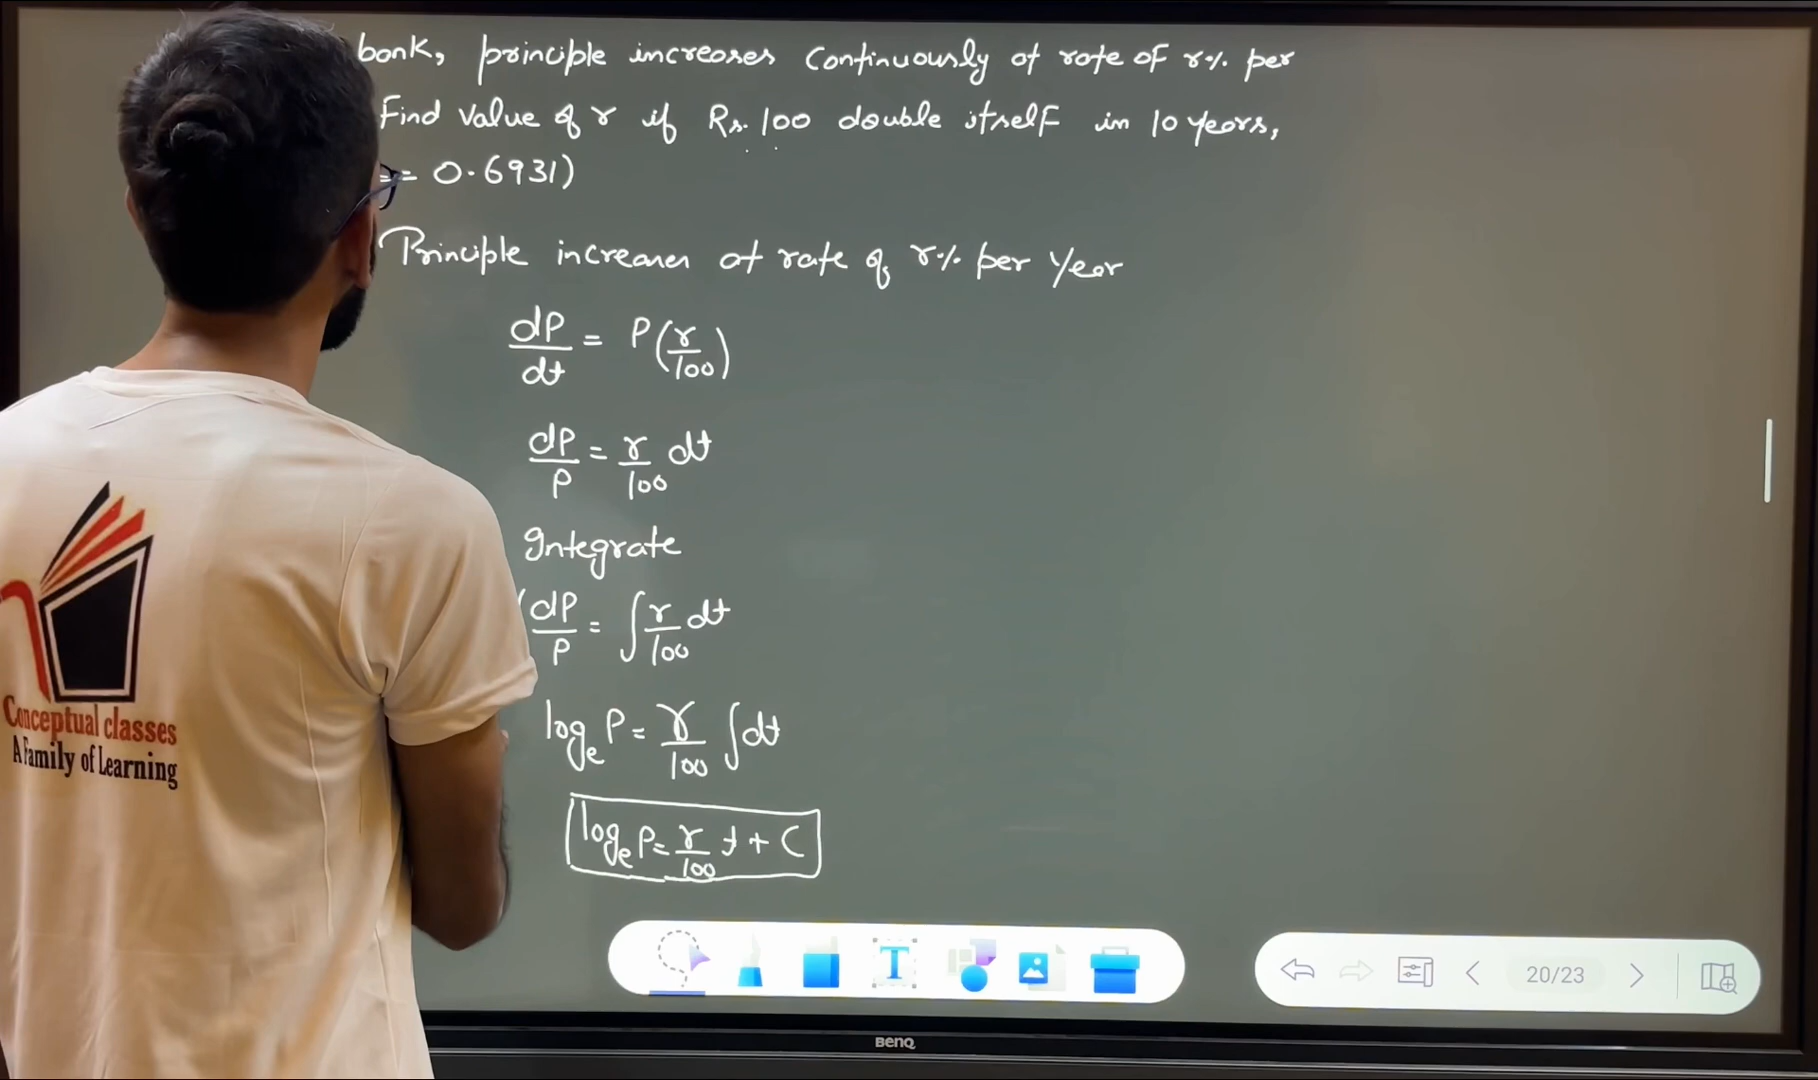 bank, principle increases continuously at rate of r% per
Find value of r if Rs. 100 double itself in 10 years,
= 0.6931)
Principle increases at rate of r% per year
dP/dt = P(r/100)
dP/P = r/100 dt
Integrate
∫dP/P = ∫r/100 dt
logₑ P = r/100 ∫dt
logₑ P = r/100 t + C
Conceptual classes
A Family of Learning
T
20/23
BenQ